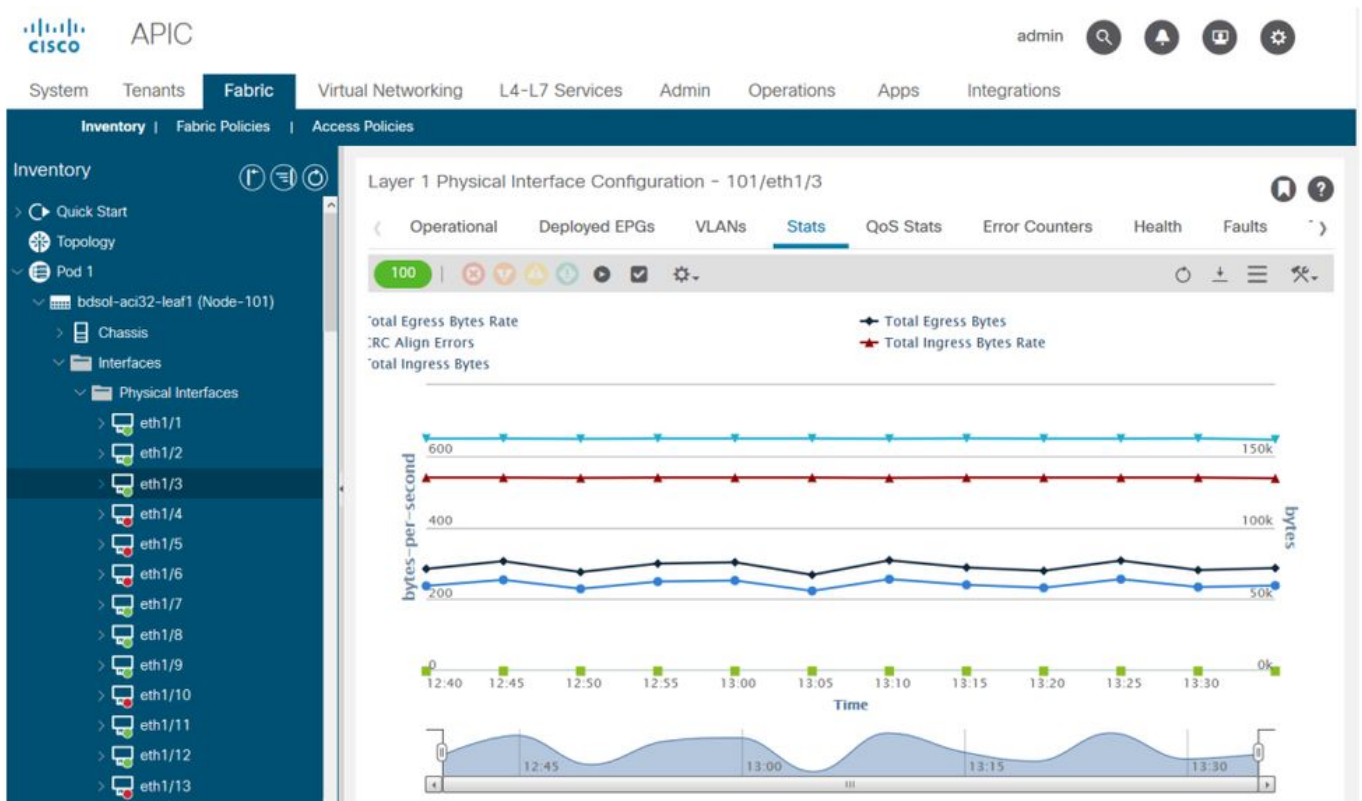 CISCO APIC admin
System Tenants Fabric Virtual Networking L4-L7 Services Admin Operations Apps Integrations
Inventory | Fabric Policies | Access Policies
Inventory
Quick Start
Topology
Pod 1
bdsol-aci32-leaf1 (Node-101)
Chassis
Interfaces
Physical Interfaces
eth1/1
eth1/2
eth1/3
eth1/4
eth1/5
eth1/6
eth1/7
eth1/8
eth1/9
eth1/10
eth1/11
eth1/12
eth1/13
Layer 1 Physical Interface Configuration - 101/eth1/3
Operational Deployed EPGs VLANs Stats QoS Stats Error Counters Health Faults
100
otal Egress Bytes Rate Total Egress Bytes
RC Align Errors Total Ingress Bytes Rate
otal Ingress Bytes
bytes-per-second
600 150k
400 100k
200 50k
0 0k
bytes
12:40 12:45 12:50 12:55 13:00 13:05 13:10 13:15 13:20 13:25 13:30
Time
12:45 13:00 13:15 13:30